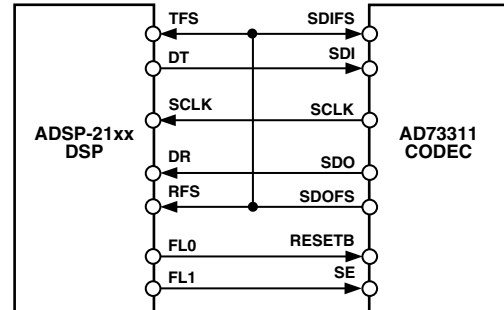 TFS SDIFS
DT SDI
SCLK SCLK
ADSP-21xx
DSP
AD73311
CODEC
DR SDO
RFS SDOFS
FL0 RESETB
FL1 SE